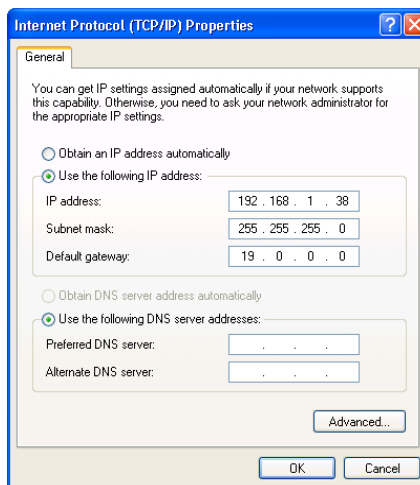 Internet Protocol (TCP/IP) Properties
General
You can get IP settings assigned automatically if your network supports
this capability. Otherwise, you need to ask your network administrator for
the appropriate IP settings.
Obtain an IP address automatically
Use the following IP address:
IP address: 192 . 168 . 1 . 38
Subnet mask: 255 . 255 . 255 . 0
Default gateway: 19 . 0 . 0 . 0
Obtain DNS server address automatically
Use the following DNS server addresses:
Preferred DNS server: . . .
Alternate DNS server: . . .
Advanced...
OK Cancel